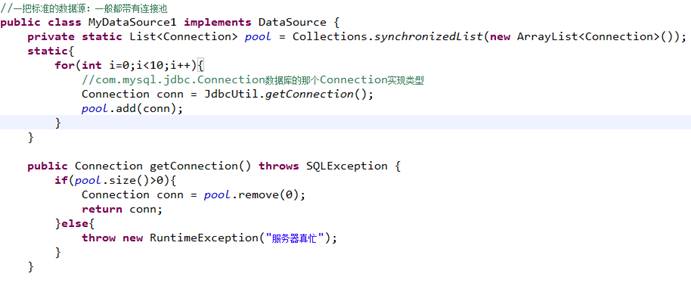 //一把标准的数据源：一般都带有连接也
public class MyDataSource1 implements DataSource {
private static List<Connection> pool = Collections.synchronizedList(new ArrayList<Connection>());
static{
for(int i=0;i<10;i++){
//com.mysql.jdbc.Connection数据库的那个Connection实现类型
Connection conn = JdbcUtil.getConnection();
pool.add(conn);
}
}
public Connection getConnection() throws SQLException {
if(pool.size()>0){
Connection conn = pool.remove(0);
return conn;
}else{
throw new RuntimeException("服务器真忙");
}
}